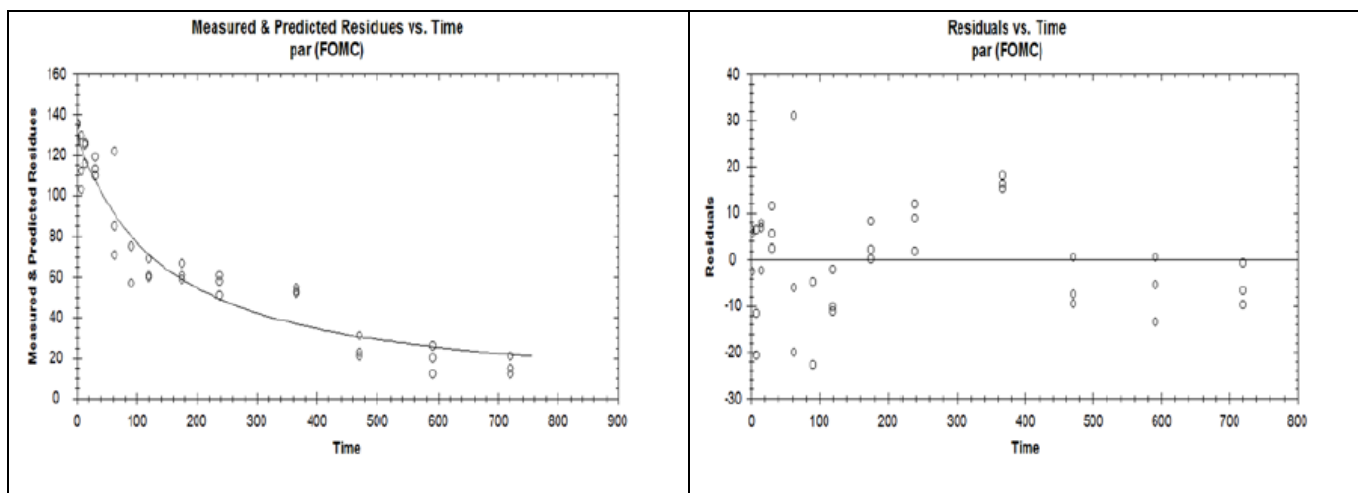 Measured & Predicted Residues vs. Time
par (FOMC)
Measured & Predicted Residues
160
140
120
100
80
60
40
20
0
0 100 200 300 400 500 600 700 800 900
Time
Residuals vs. Time
par (FOMC)
Residuals
40
30
20
10
0
-10
-20
-30
0 100 200 300 400 500 600 700 800
Time